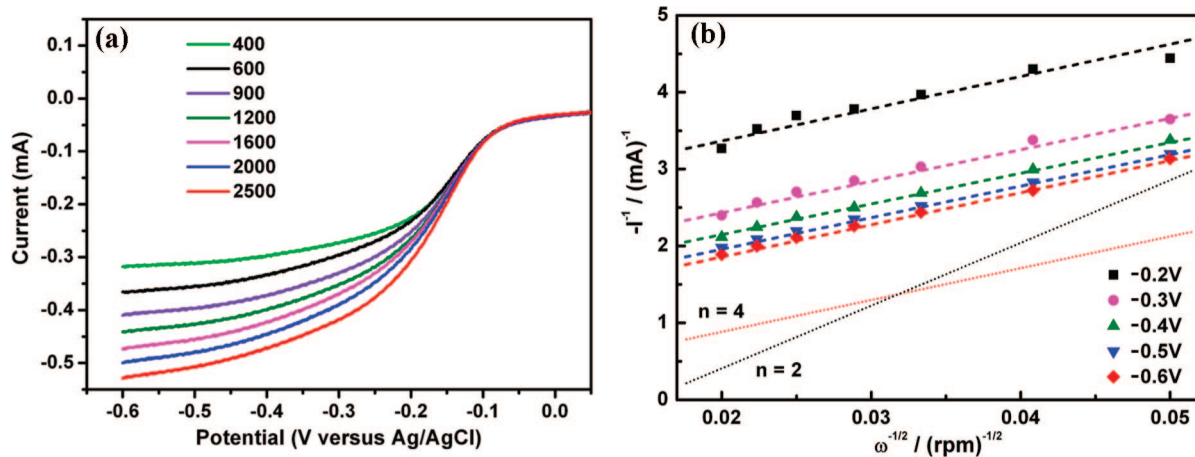 (a)
400
600
900
1200
1600
2000
2500
0.1
0.0
-0.1
-0.2
-0.3
-0.4
-0.5
Current (mA)
-0.6 -0.5 -0.4 -0.3 -0.2 -0.1 0.0
Potential (V versus Ag/AgCl)
(b)
5
4
3
2
1
0
-I⁻¹ / (mA)⁻¹
n = 4
n = 2
-0.2V
-0.3V
-0.4V
-0.5V
-0.6V
0.02 0.03 0.04 0.05
ω⁻¹/² / (rpm)⁻¹/²